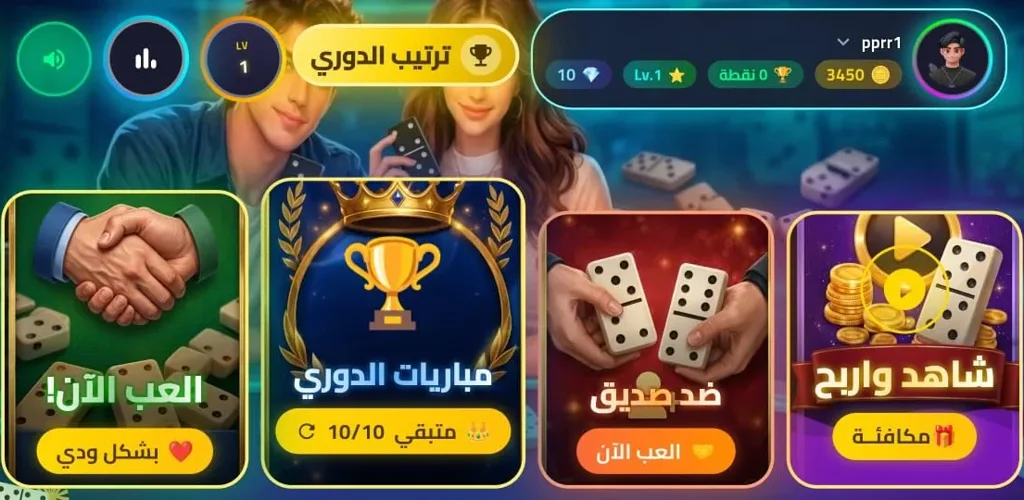 pprr1
3450
0 نقطة
Lv.1
10
ترتيب الدوري
LV
1
شاهد واربح
مكافئـة
ضد صديق
العب الآن
مباريات الدوري
متبقي 10/10
العب الآن!
بشكل ودي